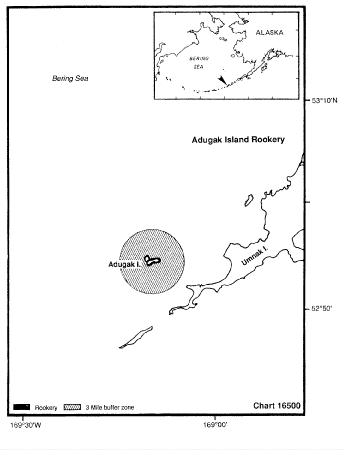 ALASKA
BERING
SEA
Bering Sea
53°10'N
Adugak Island Rookery
Adugak I.
Umnak I.
52°50'
Rookery
3 Mile buffer zone
Chart 16500
169°30'W
169°00'